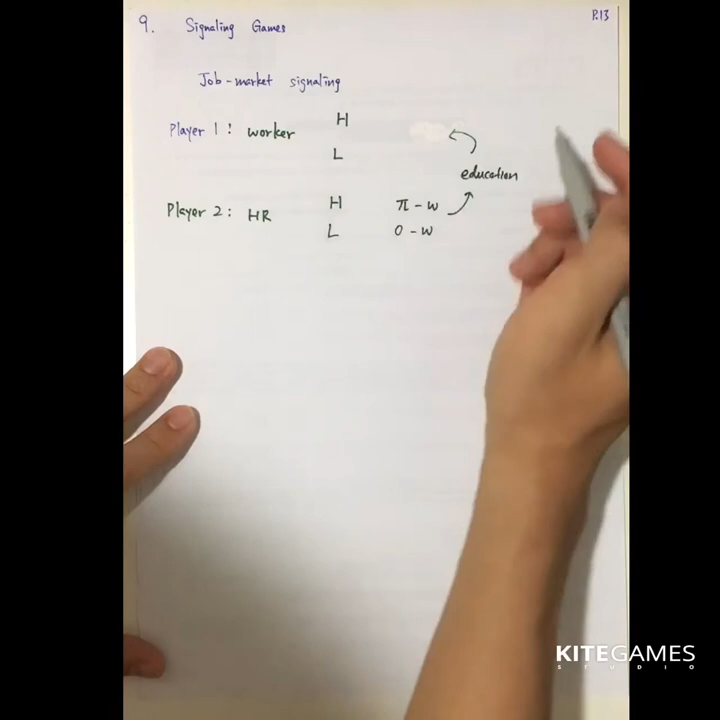 9. Signaling Games
P.13
Job-market signaling
Player 1: worker H
L
education
Player 2: HR H π - w
L 0 - w
KITEGAMES
STUDIO